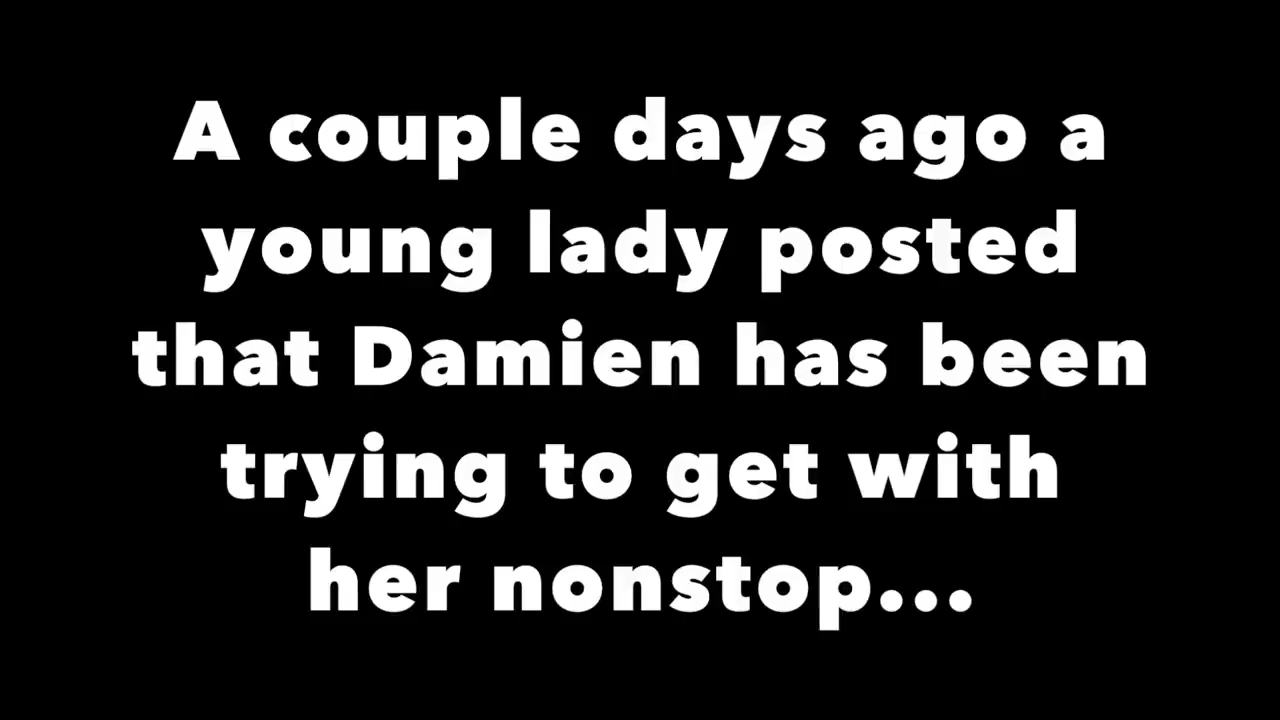 A couple days ago a
young lady posted
that Damien has been
trying to get with
her nonstop...